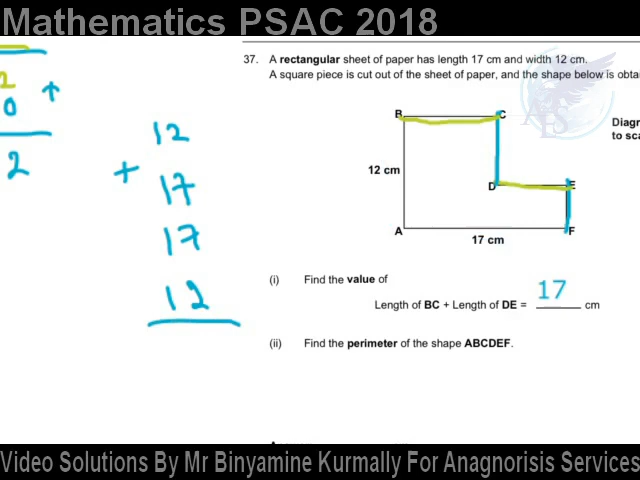 Mathematics PSAC 2018
37. A rectangular sheet of paper has length 17 cm and width 12 cm.
A square piece is cut out of the sheet of paper, and the shape below is obta
2
0 +
2
12
+ 17
17
12
B C
Diagr
to sca
12 cm
D E
A F
17 cm
AES
(i) Find the value of
Length of BC + Length of DE = 17 cm
(ii) Find the perimeter of the shape ABCDEF.
Video Solutions By Mr Binyamine Kurmally For Anagnorisis Services